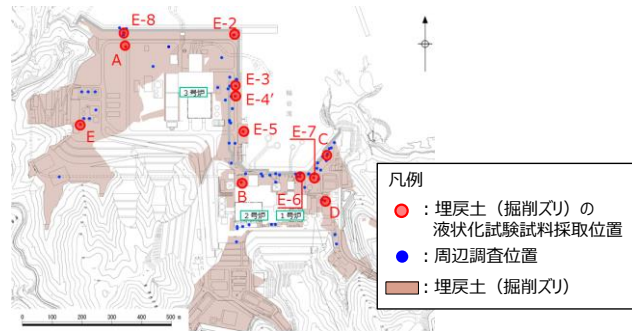 E-8
E-2
A
E-3
3号炉
E-4'
E-5
E
E-7
C
B
E-6
D
2号炉
1号炉
0 100 200 300 400 500 m
凡例
：埋戻土（掘削ズリ）の
液状化試験試料採取位置
：周辺調査位置
：埋戻土（掘削ズリ）